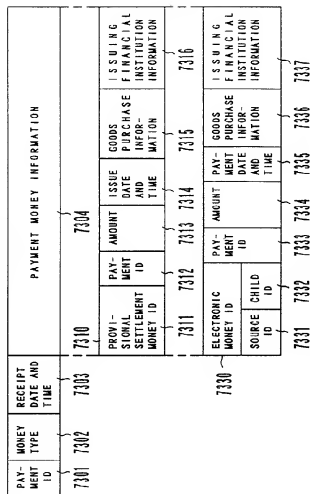 PAY-
MENT
ID
MONEY
TYPE
RECEIPT
DATE AND
TIME
PAYMENT MONEY INFORMATION
7301
7302
7303
7304
7310
PROVI-
SIONAL
SETTLEMENT
MONEY ID
PAY-
MENT
ID
AMOUNT
ISSUE
DATE AND
TIME
GOODS
PURCHASE
INFOR-
MATION
ISSUING
FINANCIAL
INSTITUTION
INFORMATION
7311
7312
7313
7314
7315
7316
7330
ELECTRONIC
MONEY ID
SOURCE
ID
CHILD
ID
PAY-
MENT
ID
AMOUNT
PAY-
MENT DATE
AND
TIME
GOODS
PURCHASE
INFOR-
MATION
ISSUING
FINANCIAL
INSTITUTION
INFORMATION
7331
7332
7333
7334
7335
7336
7337